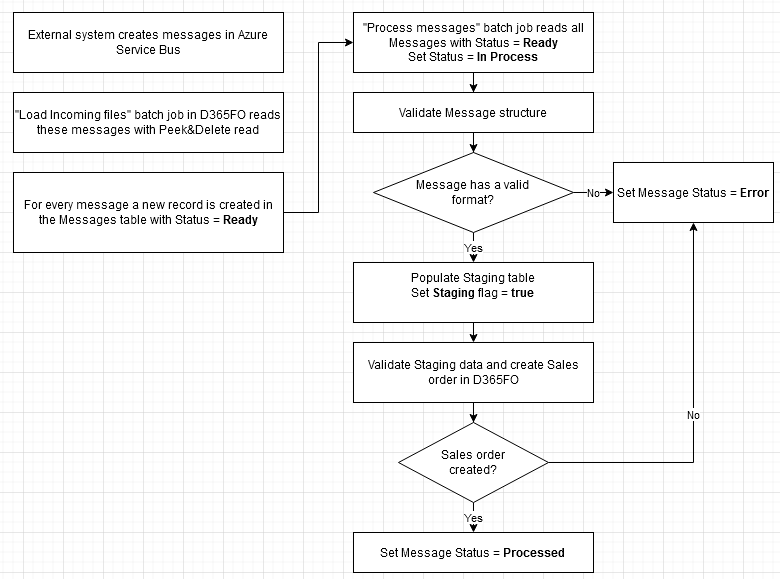 External system creates messages in Azure
Service Bus
"Load Incoming files" batch job in D365FO reads
these messages with Peek&Delete read
For every message a new record is created in
the Messages table with Status = Ready
"Process messages" batch job reads all
Messages with Status = Ready
Set Status = In Process
Validate Message structure
Message has a valid
format?
No
Set Message Status = Error
Yes
Populate Staging table
Set Staging flag = true
Validate Staging data and create Sales
order in D365FO
No
Sales order
created?
Yes
Set Message Status = Processed